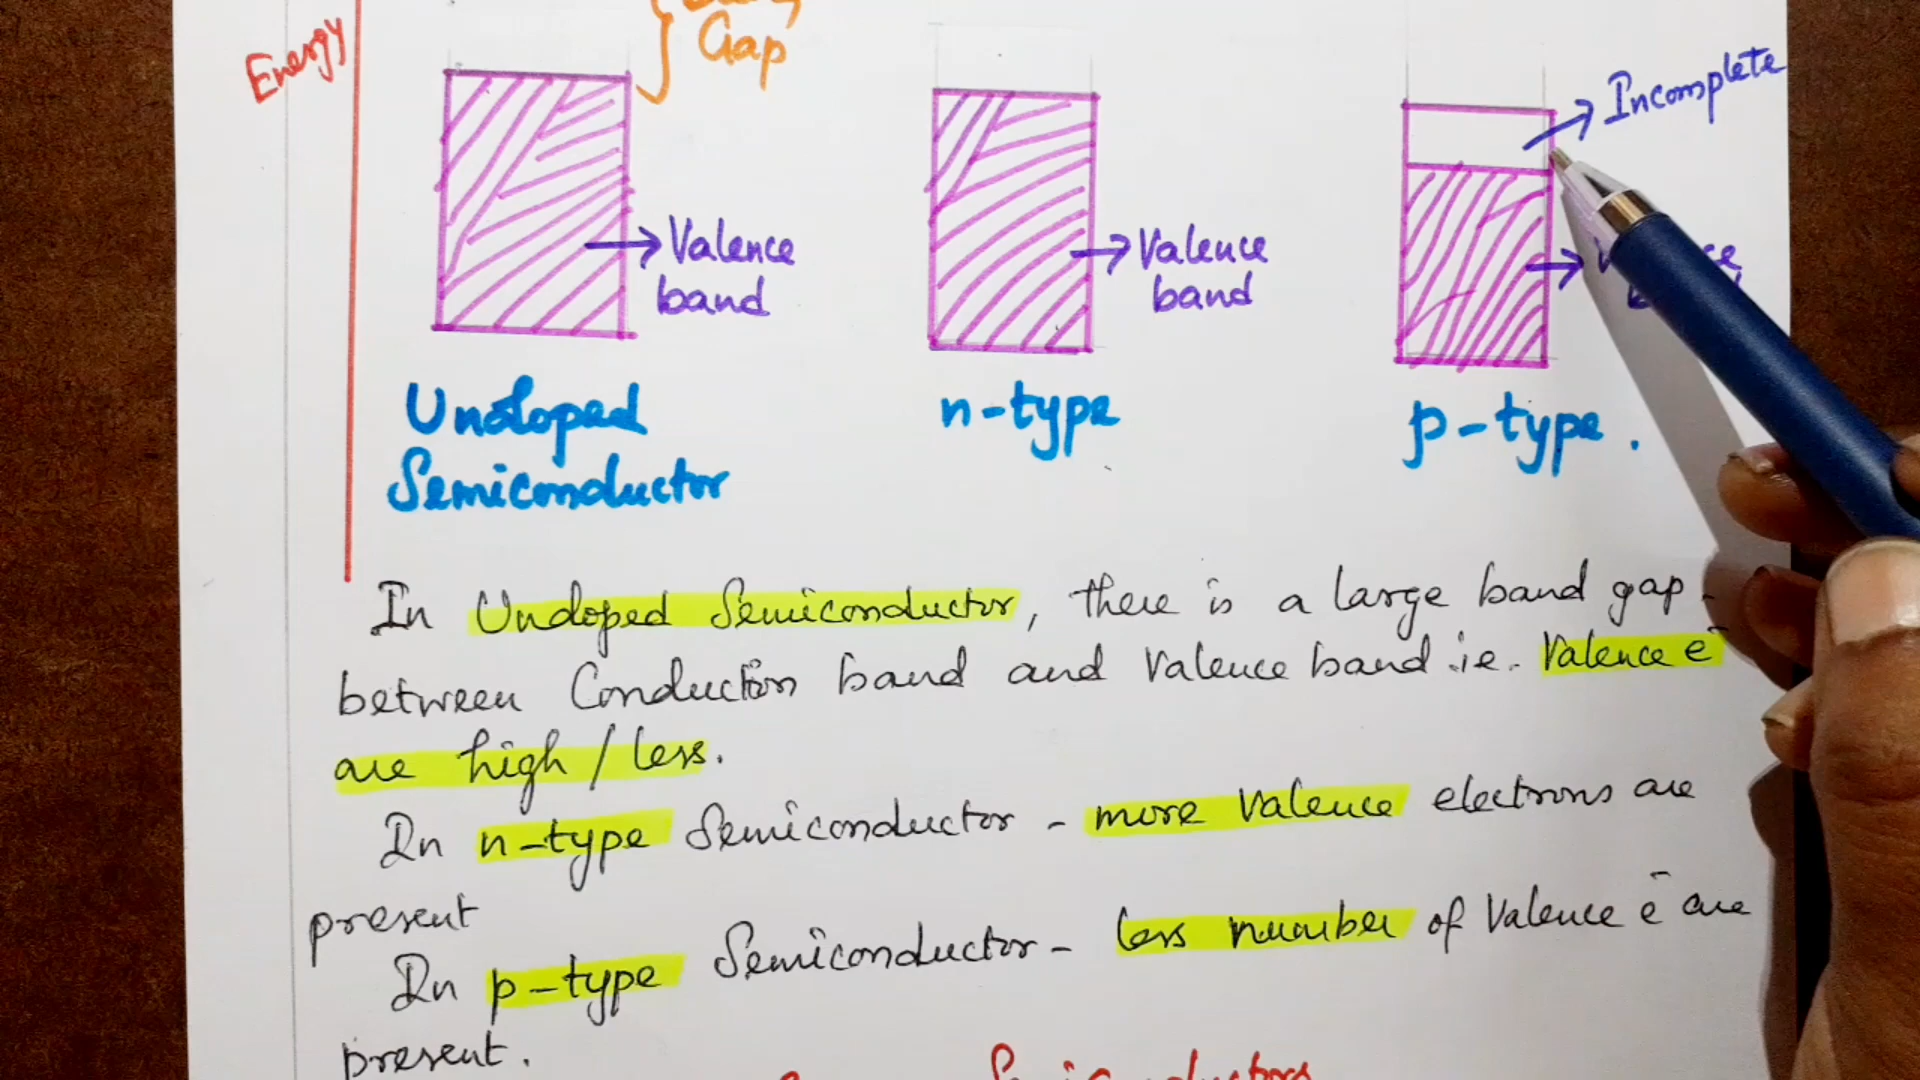 Energy
Gap
Incomplete
Valence
band
Valence
band
Undoped
Semiconductor
n-type
p-type.
In Undoped Semiconductor, there is a large band gap
between Conduction band and Valence band .ie. Valence e⁻
are high / less.
In n-type Semiconductor - more Valence electrons are
present
In p-type Semiconductor - less number of Valence e⁻ are
present.
Semiconductors